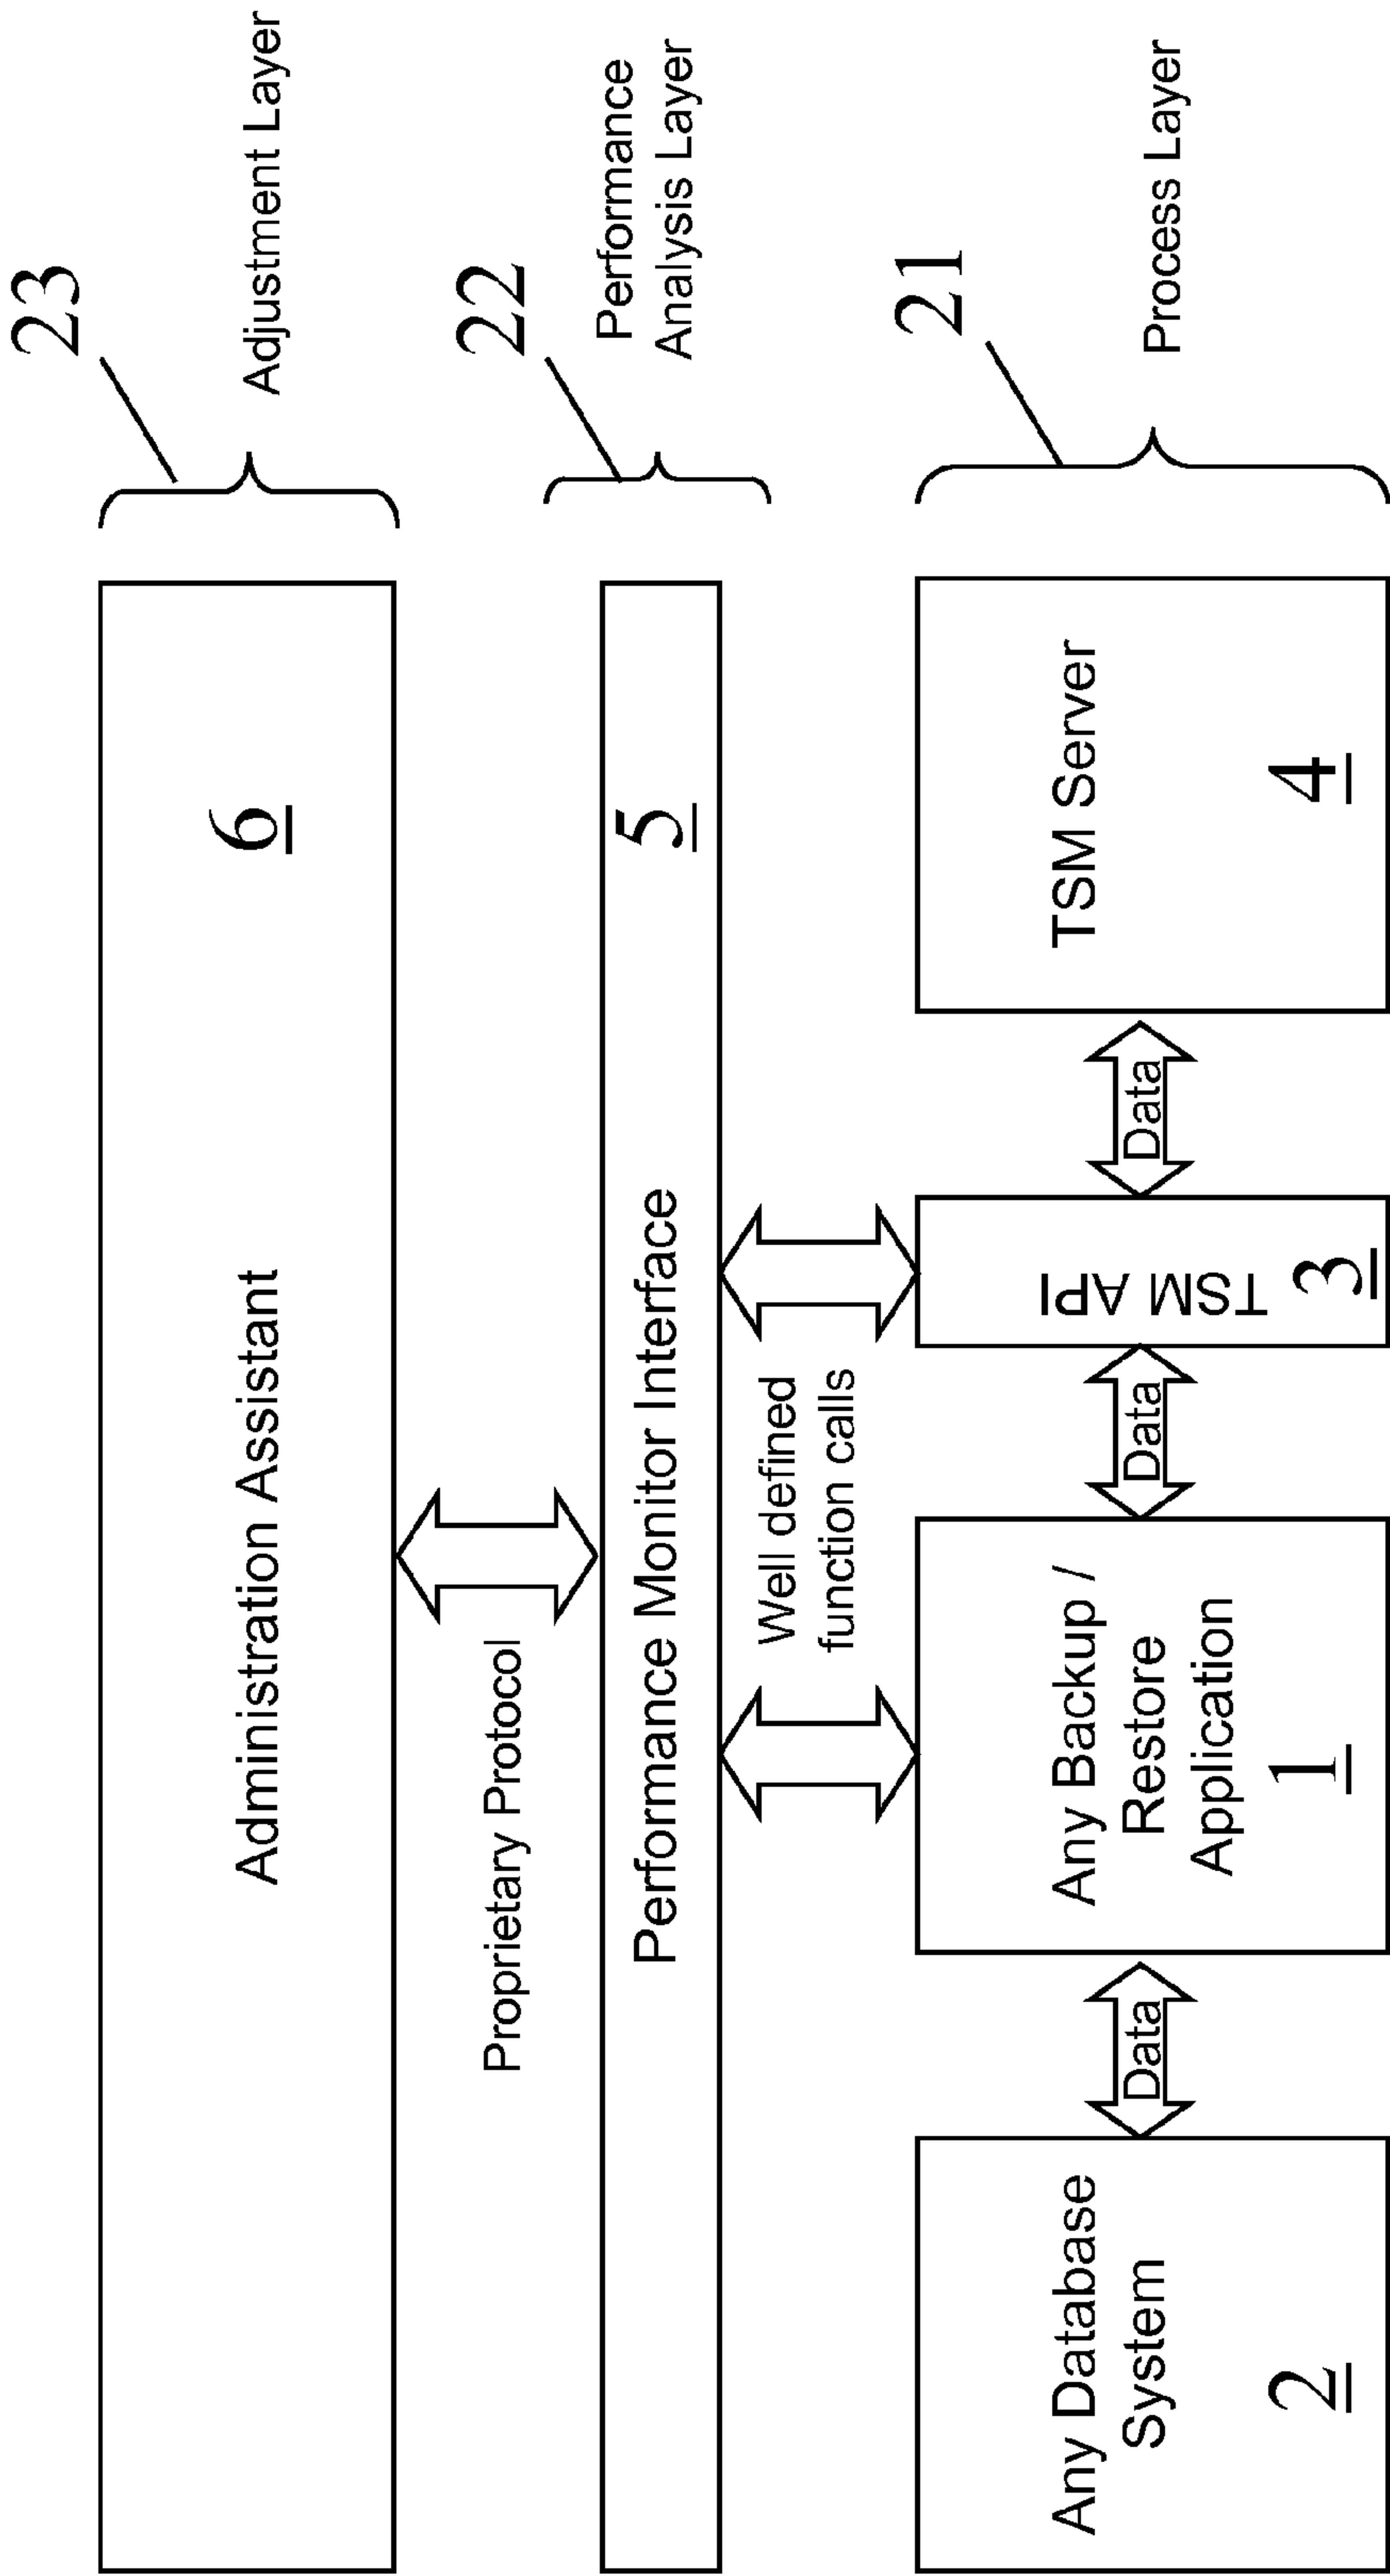 23
Adjustment Layer
Administration Assistant
6
Proprietary Protocol
22
Performance
Analysis Layer
Performance Monitor Interface
5
Well defined
function calls
21
Process Layer
Any Database
System
2
Data
Any Backup /
Restore
Application
1
Data
TSM API
3
Data
TSM Server
4